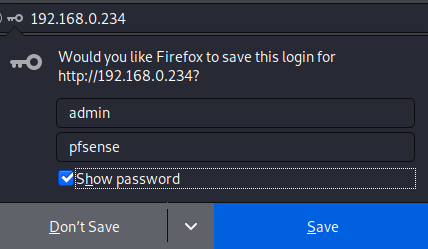 192.168.0.234
Would you like Firefox to save this login for
http://192.168.0.234?
admin
pfsense
Show password
Don't Save
Save